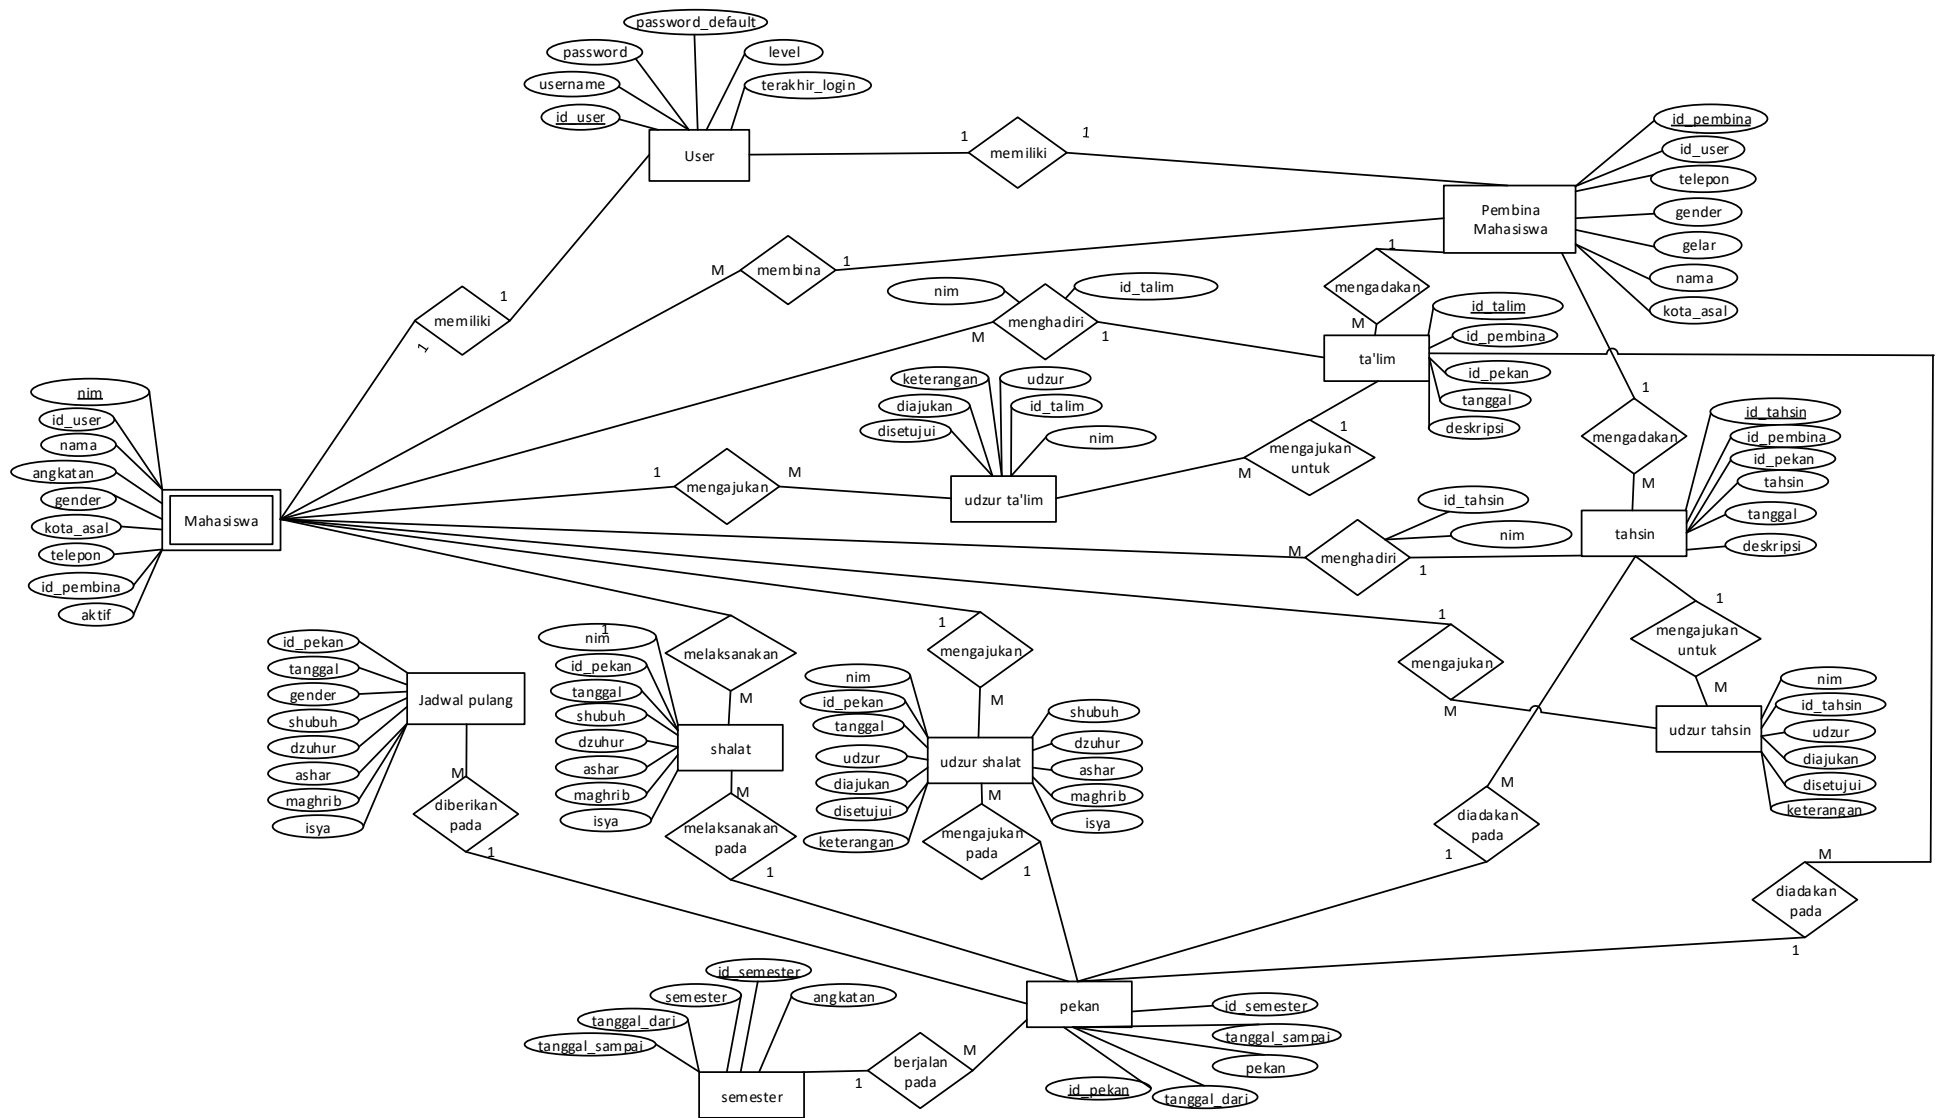 password_default
password
level
username
terakhir_login
id_user
User
1
memiliki
1
id_pembina
id_user
telepon
gender
gelar
nama
kota_asal
Pembina
Mahasiswa
M
membina
1
1
mengadakan
M
1
memiliki
1
nim
id_talim
M
menghadiri
1
id_talim
id_pembina
id_pekan
tanggal
deskripsi
ta'lim
keterangan
udzur
diajukan
id_talim
disetujui
nim
1
mengajukan
untuk
M
1
mengadakan
M
id_tahsin
id_pembina
id_pekan
tahsin
tanggal
deskripsi
nim
id_user
nama
angkatan
gender
kota_asal
telepon
id_pembina
aktif
Mahasiswa
1
mengajukan
M
udzur ta'lim
id_tahsin
nim
M
menghadiri
1
tahsin
id_pekan
tanggal
gender
shubuh
dzuhur
ashar
maghrib
isya
Jadwal pulang
1
nim
id_pekan
tanggal
shubuh
dzuhur
ashar
maghrib
isya
melaksanakan
M
shalat
1
mengajukan
M
nim
id_pekan
tanggal
udzur
diajukan
disetujui
keterangan
udzur shalat
shubuh
dzuhur
ashar
maghrib
isya
1
mengajukan
M
1
mengajukan
untuk
M
udzur tahsin
nim
id_tahsin
udzur
diajukan
disetujui
keterangan
M
diberikan
pada
1
M
melaksanakan
pada
1
M
mengajukan
pada
1
M
diadakan
pada
1
M
diadakan
pada
1
id_semester
semester
angkatan
tanggal_dari
tanggal_sampai
semester
1
berjalan
pada
M
pekan
id_semester
tanggal_sampai
pekan
id_pekan
tanggal_dari